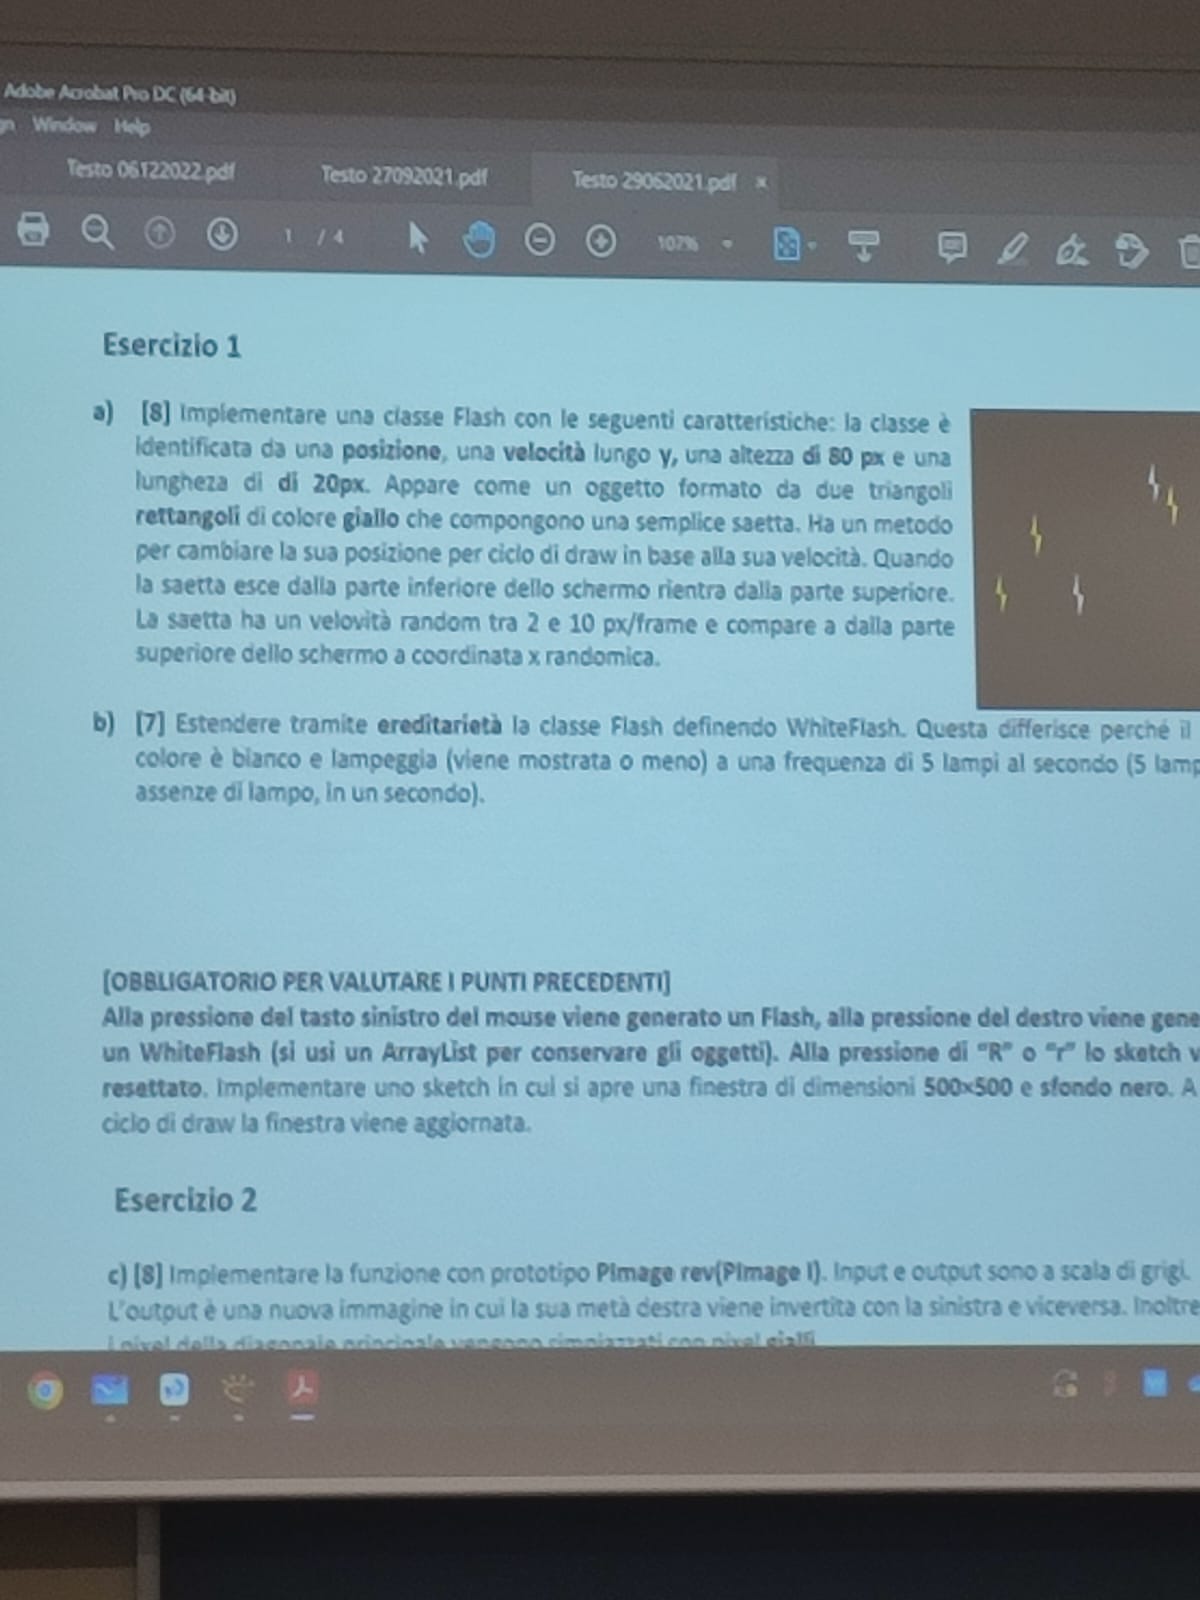 Adobe Acrobat Pro DC (64-bit)
gn Window Help
Testo 06122022.pdf Testo 27092021.pdf Testo 29062021.pdf ×
1 / 4 107%
Esercizio 1
a) [8] Implementare una classe Flash con le seguenti caratteristiche: la classe è
identificata da una posizione, una velocità lungo y, una altezza di 80 px e una
lungheza di di 20px. Appare come un oggetto formato da due triangoli
rettangoli di colore giallo che compongono una semplice saetta. Ha un metodo
per cambiare la sua posizione per ciclo di draw in base alla sua velocità. Quando
la saetta esce dalla parte inferiore dello schermo rientra dalla parte superiore.
La saetta ha un velovità random tra 2 e 10 px/frame e compare a dalla parte
superiore dello schermo a coordinata x randomica.
b) [7] Estendere tramite ereditarietà la classe Flash definendo WhiteFlash. Questa differisce perché il
colore è bianco e lampeggia (viene mostrata o meno) a una frequenza di 5 lampi al secondo (5 lamp
assenze di lampo, in un secondo).
[OBBLIGATORIO PER VALUTARE I PUNTI PRECEDENTI]
Alla pressione del tasto sinistro del mouse viene generato un Flash, alla pressione del destro viene gene
un WhiteFlash (si usi un ArrayList per conservare gli oggetti). Alla pressione di “R” o “r” lo sketch v
resettato. Implementare uno sketch in cui si apre una finestra di dimensioni 500x500 e sfondo nero. A
ciclo di draw la finestra viene aggiornata.
Esercizio 2
c) [8] Implementare la funzione con prototipo PImage rev(PImage I). Input e output sono a scala di grigi.
L’output è una nuova immagine in cui la sua metà destra viene invertita con la sinistra e viceversa. Inoltre
i pixel della diagonale principale vengono rimpiazzati con pixel gialli